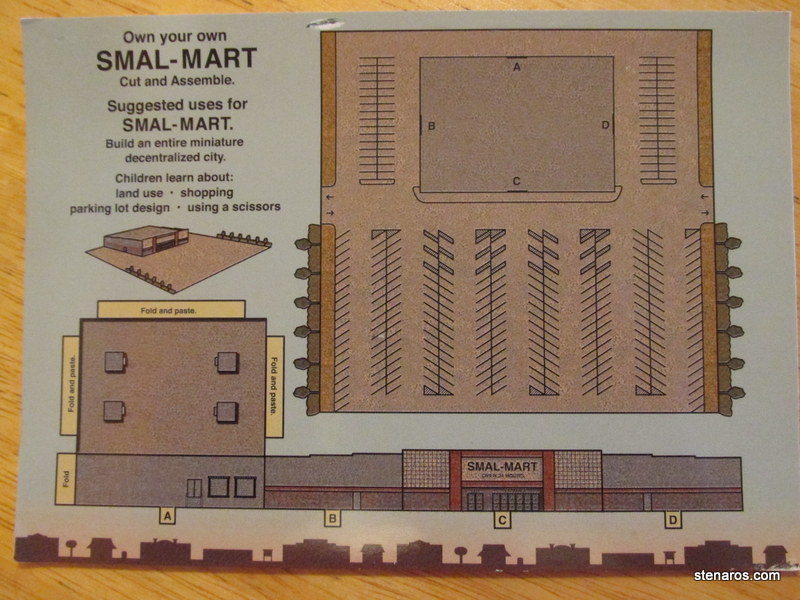 Own your own
SMAL-MART
Cut and Assemble.
Suggested uses for
SMAL-MART.
Build an entire miniature
decentralized city.
Children learn about:
land use • shopping
parking lot design • using a scissors
A
B
D
C
Fold and paste.
Fold and paste.
Fold and paste.
Fold
SMAL-MART
A
B
C
D
stenaros.com